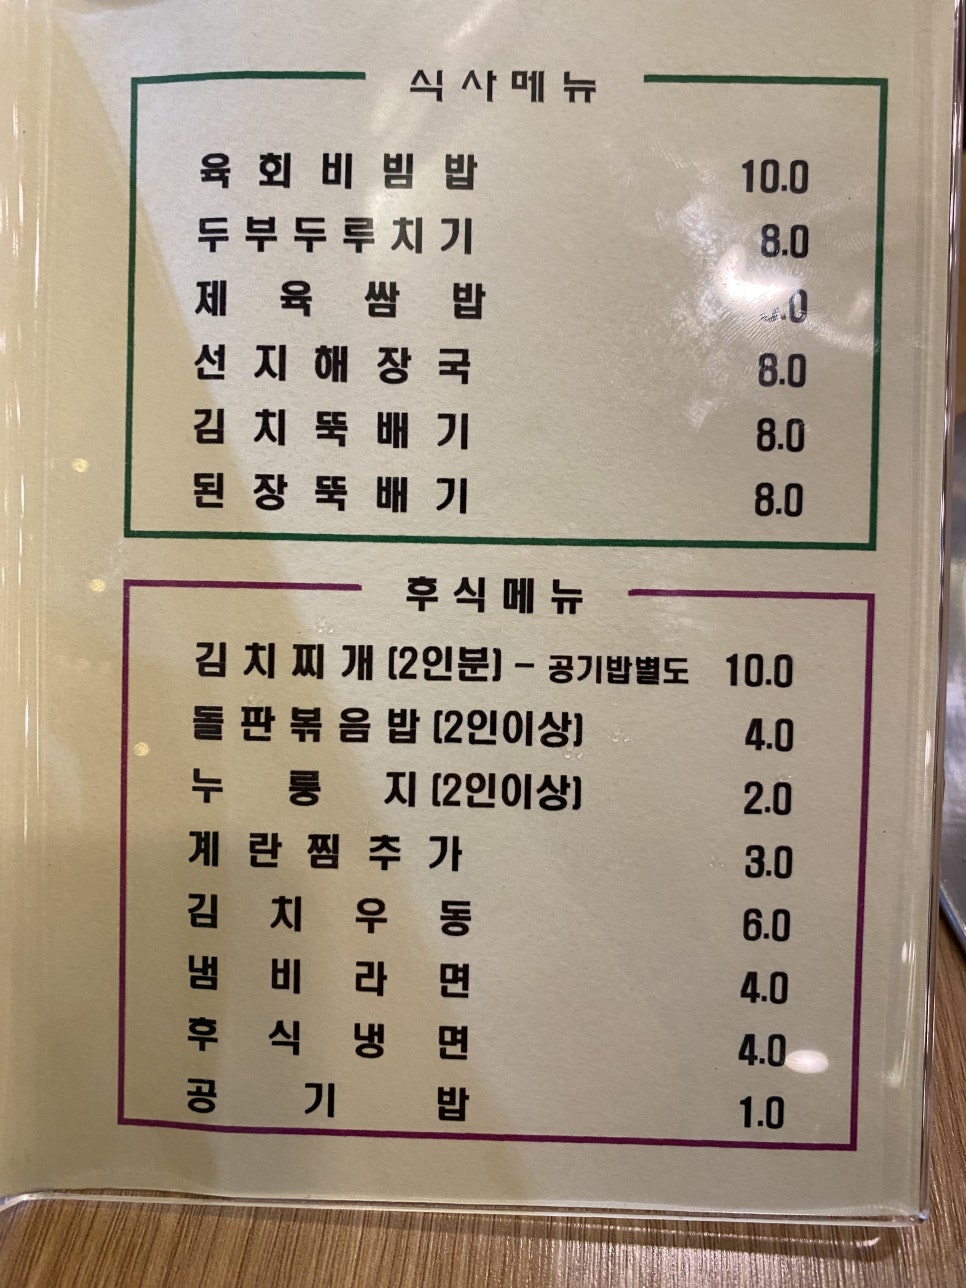 식사메뉴
육회비빔밥 10.0
두부두루치기 8.0
제육쌈밥
선지해장국 8.0
김치뚝배기 8.0
된장뚝배기 8.0
후식메뉴
김치찌개 (2인분) - 공기밥별도 10.0
돌판볶음밥 (2인이상) 4.0
누룽지 (2인이상) 2.0
계란찜추가 3.0
김치우동 6.0
냄비라면 4.0
후식냉면 4.0
공기밥 1.0